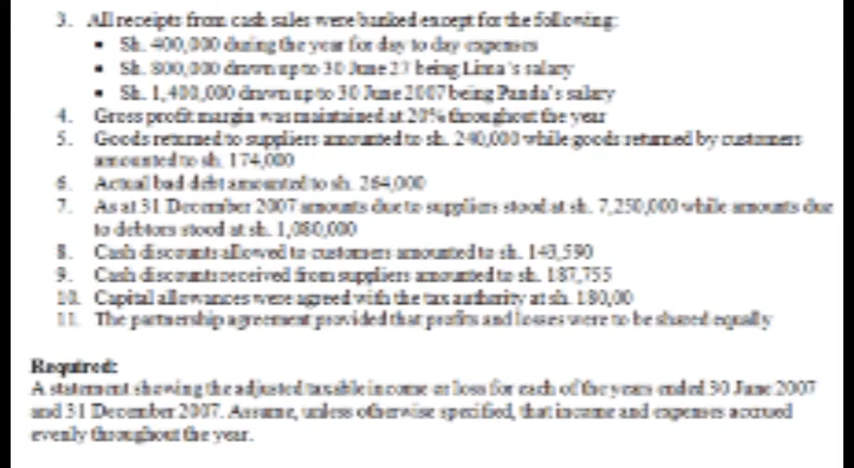 3. All receipts from cash sales were banked except for the following:
▪ Sh. 400,000 during the year for day to day expenses
▪ Sh. 800,000 drawn up to 30 June 27 being Lima's salary
▪ Sh. 1,400,000 drawn up to 30 June 2007 being Panda's salary
4. Gross profit margin was maintained at 20% throughout the year
5. Goods returned to suppliers amounted to sh. 240,000 while goods returned by customers
amounted to sh. 174,000
6. Actual bad debt amounted to sh. 264,000
7. As at 31 December 2007 amounts due to suppliers stood at sh. 7,250,000 while amounts due
to debtors stood at sh. 1,080,000
8. Cash discounts allowed to customers amounted to sh. 143,590
9. Cash discounts received from suppliers amounted to sh. 187,755
10. Capital allowances were agreed with the tax authority at sh. 180,00
11. The partnership agreement provided that profits and losses were to be shared equally
Required:
A statement showing the adjusted taxable income or loss for each of the years ended 30 June 2007
and 31 December 2007. Assume, unless otherwise specified, that income and expenses accrued
evenly throughout the year.